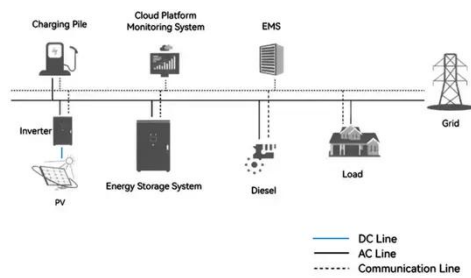 Cloud Platform
Monitoring System
EMS
Charging Pile
Grid
Inverter
Energy Storage System
Diesel
Load
PV
DC Line
AC Line
Communication Line